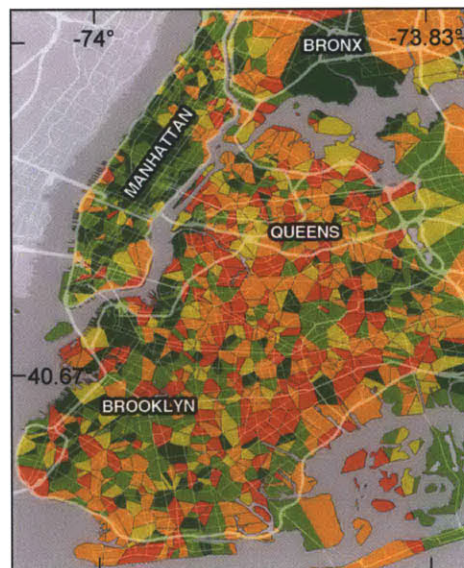 -74°
-73.83°
BRONX
MANHATTAN
QUEENS
40.67°
BROOKLYN